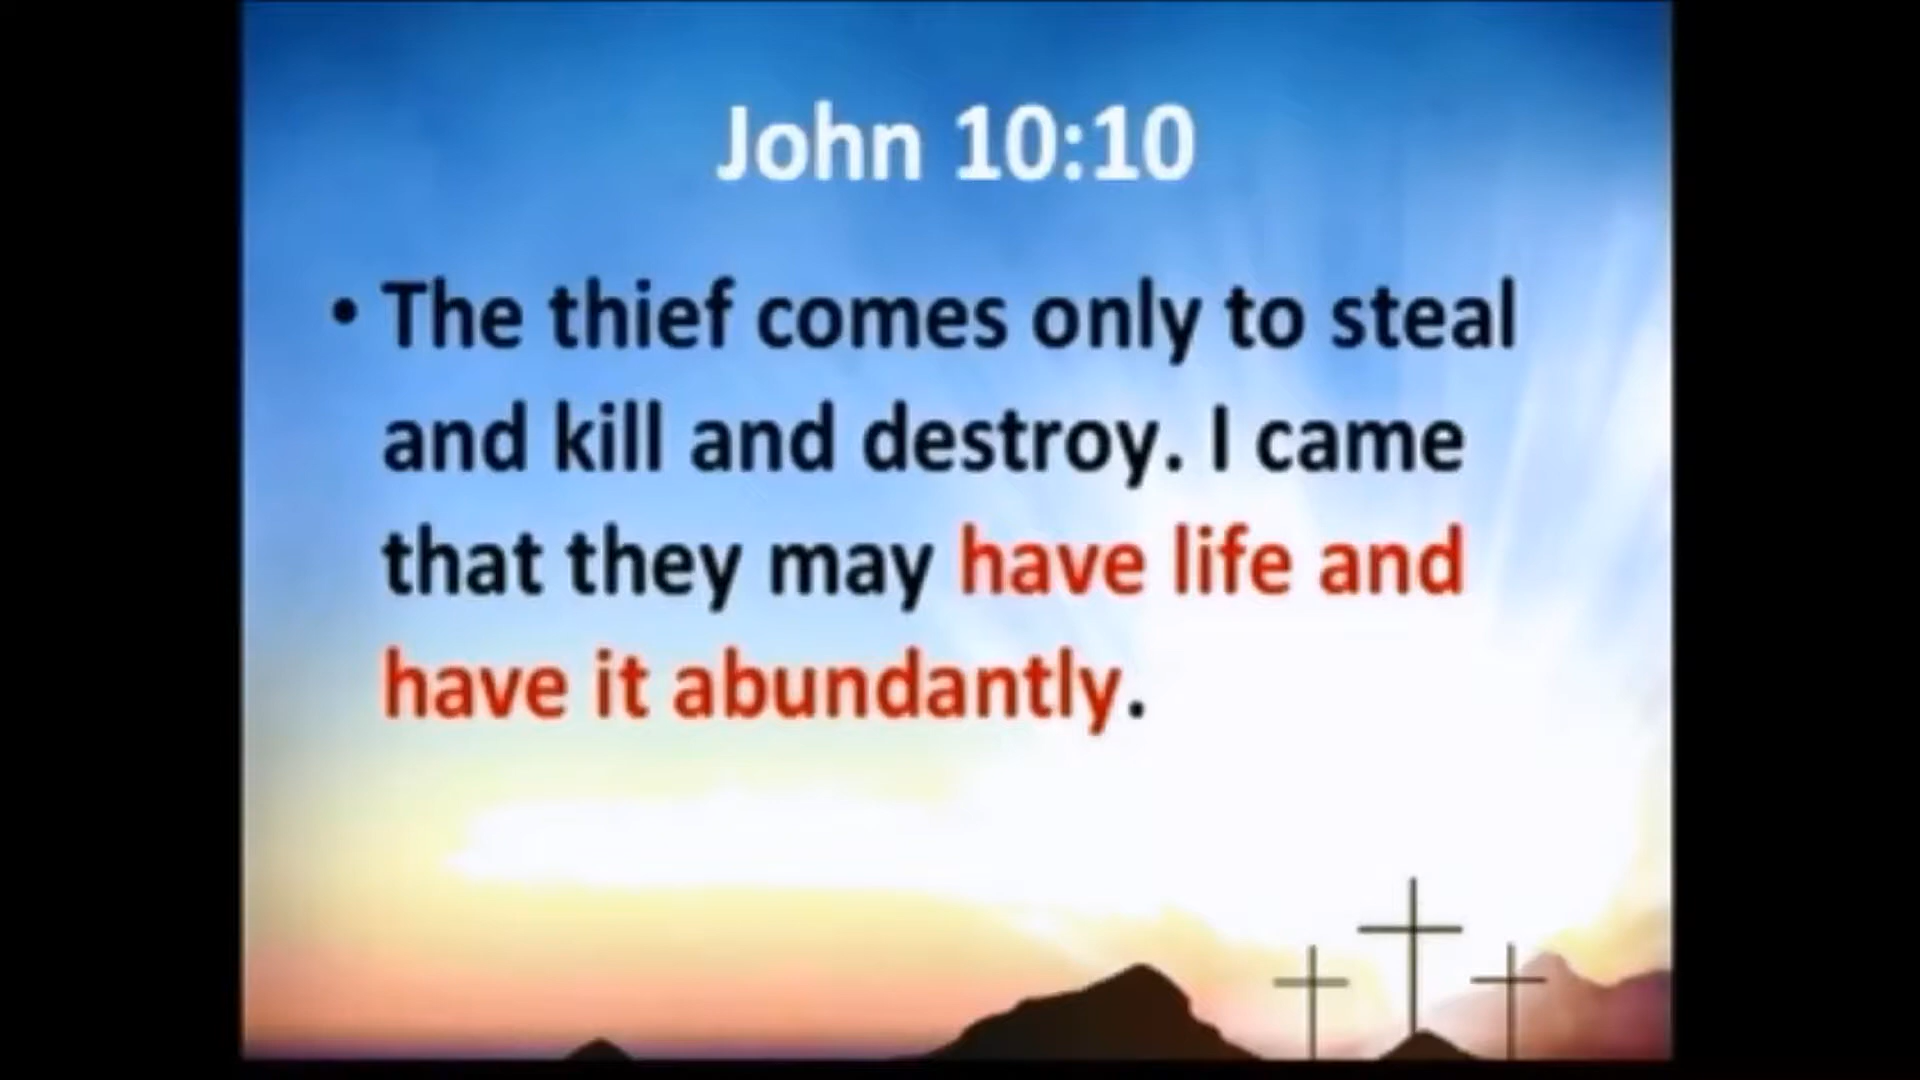 John 10:10
• The thief comes only to steal
and kill and destroy. I came
that they may have life and
have it abundantly.